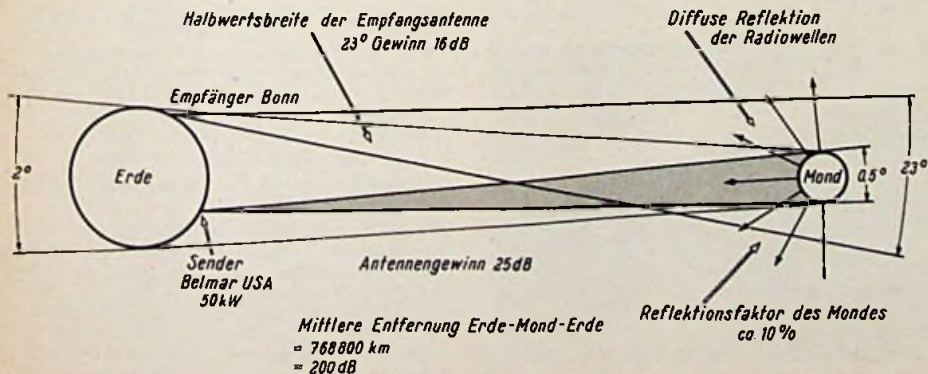 Halbwertsbreite der Empfangsantenne
23° Gewinn 16dB
Diffuse Reflektion
der Radiowellen
Empfänger Bonn
2°
Erde
Mond
0.5°
23°
Sender
Belmar USA
50kW
Antennengewinn 25dB
Mittlere Entfernung Erde-Mond-Erde
= 768800 km
= 200dB
Reflektionsfaktor des Mondes
ca. 10%